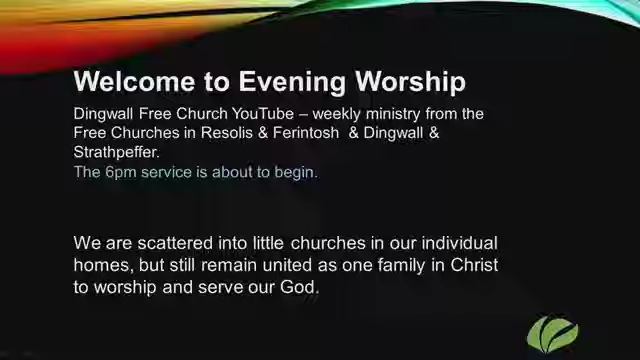 Welcome to Evening Worship
Dingwall Free Church YouTube – weekly ministry from the
Free Churches in Resolis & Ferintosh & Dingwall &
Strathpeffer.
The 6pm service is about to begin.
We are scattered into little churches in our individual
homes, but still remain united as one family in Christ
to worship and serve our God.